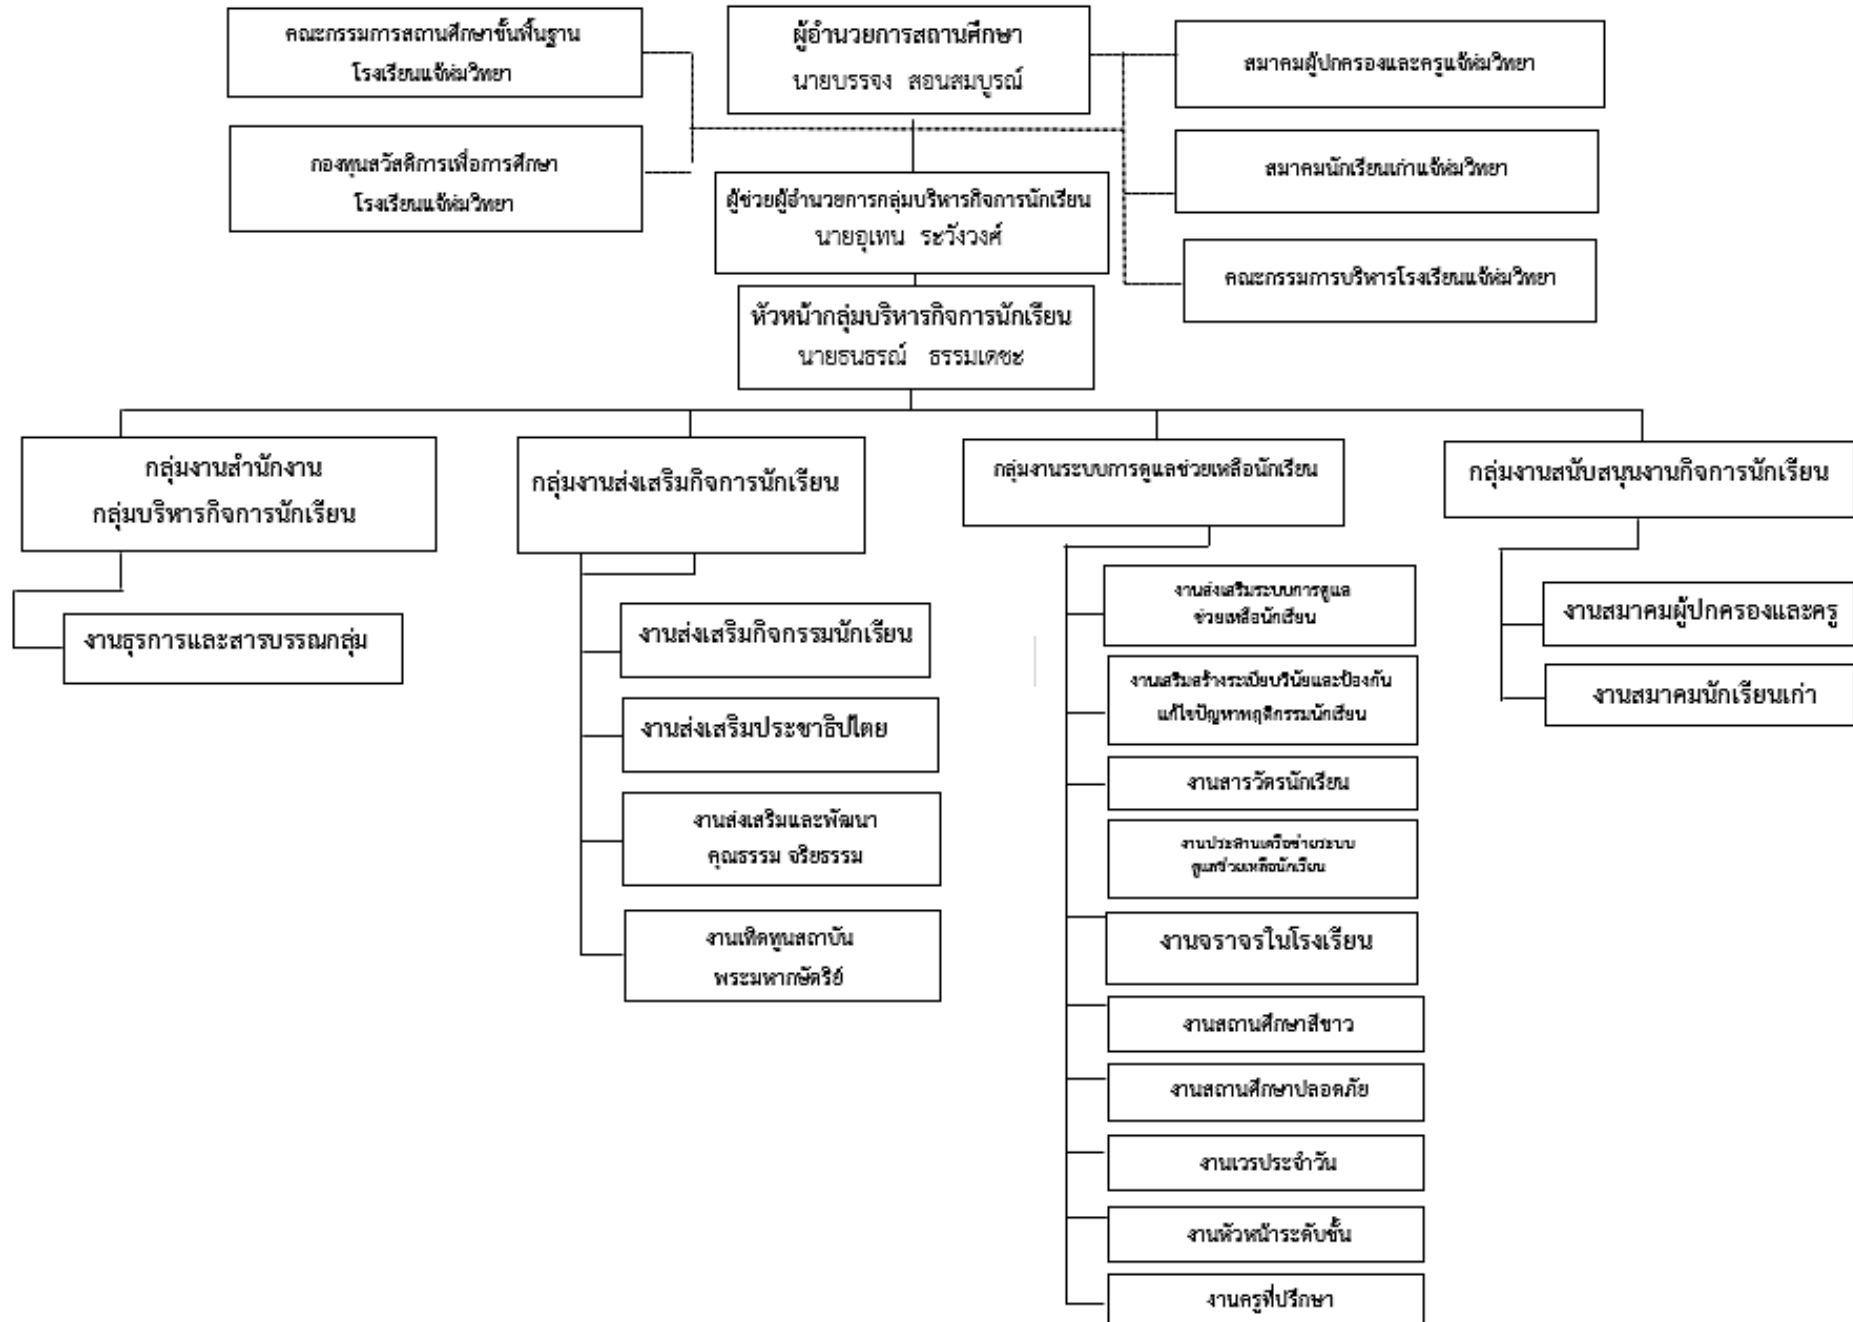 คณะกรรมการสถานศึกษาขั้นพื้นฐาน
โรงเรียนแจ้ห่มวิทยา
ผู้อำนวยการสถานศึกษา
นายบรรจง สอนสมบูรณ์
สมาคมผู้ปกครองและครูแจ้ห่มวิทยา
กองทุนสวัสดิการเพื่อการศึกษา
โรงเรียนแจ้ห่มวิทยา
สมาคมนักเรียนเก่าแจ้ห่มวิทยา
ผู้ช่วยผู้อำนวยการกลุ่มบริหารกิจการนักเรียน
นายอุเทน ระวังวงศ์
คณะกรรมการบริหารโรงเรียนแจ้ห่มวิทยา
หัวหน้ากลุ่มบริหารกิจการนักเรียน
นายธนธรณ์ ธรรมเดชะ
กลุ่มงานสำนักงาน
กลุ่มบริหารกิจการนักเรียน
งานธุรการและสารบรรณกลุ่ม
กลุ่มงานส่งเสริมกิจการนักเรียน
งานส่งเสริมกิจกรรมนักเรียน
งานส่งเสริมประชาธิปไตย
งานส่งเสริมและพัฒนา
คุณธรรม จริยธรรม
งานเทิดทูนสถาบัน
พระมหากษัตริย์
กลุ่มงานระบบการดูแลช่วยเหลือนักเรียน
งานส่งเสริมระบบการดูแล
ช่วยเหลือนักเรียน
งานเสริมสร้างระเบียบวินัยและป้องกัน
แก้ไขปัญหาพฤติกรรมนักเรียน
งานสารวัตรนักเรียน
งานประสานเครือข่ายระบบ
ดูแลช่วยเหลือนักเรียน
งานจราจรในโรงเรียน
งานสถานศึกษาสีขาว
งานสถานศึกษาปลอดภัย
งานเวรประจำวัน
งานหัวหน้าระดับชั้น
งานครูที่ปรึกษา
กลุ่มงานสนับสนุนงานกิจการนักเรียน
งานสมาคมผู้ปกครองและครู
งานสมาคมนักเรียนเก่า